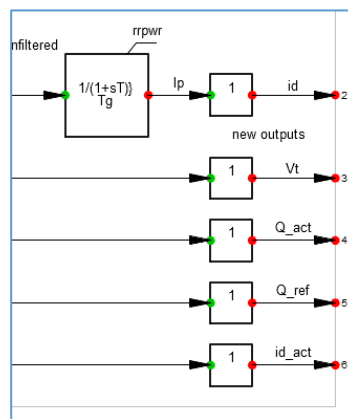 rrpwr
nfiltered
1/(1+sT)}
Tg
Ip
1
id
2
new outputs
1
Vt
3
1
Q_act
4
1
Q_ref
5
1
id_act
6